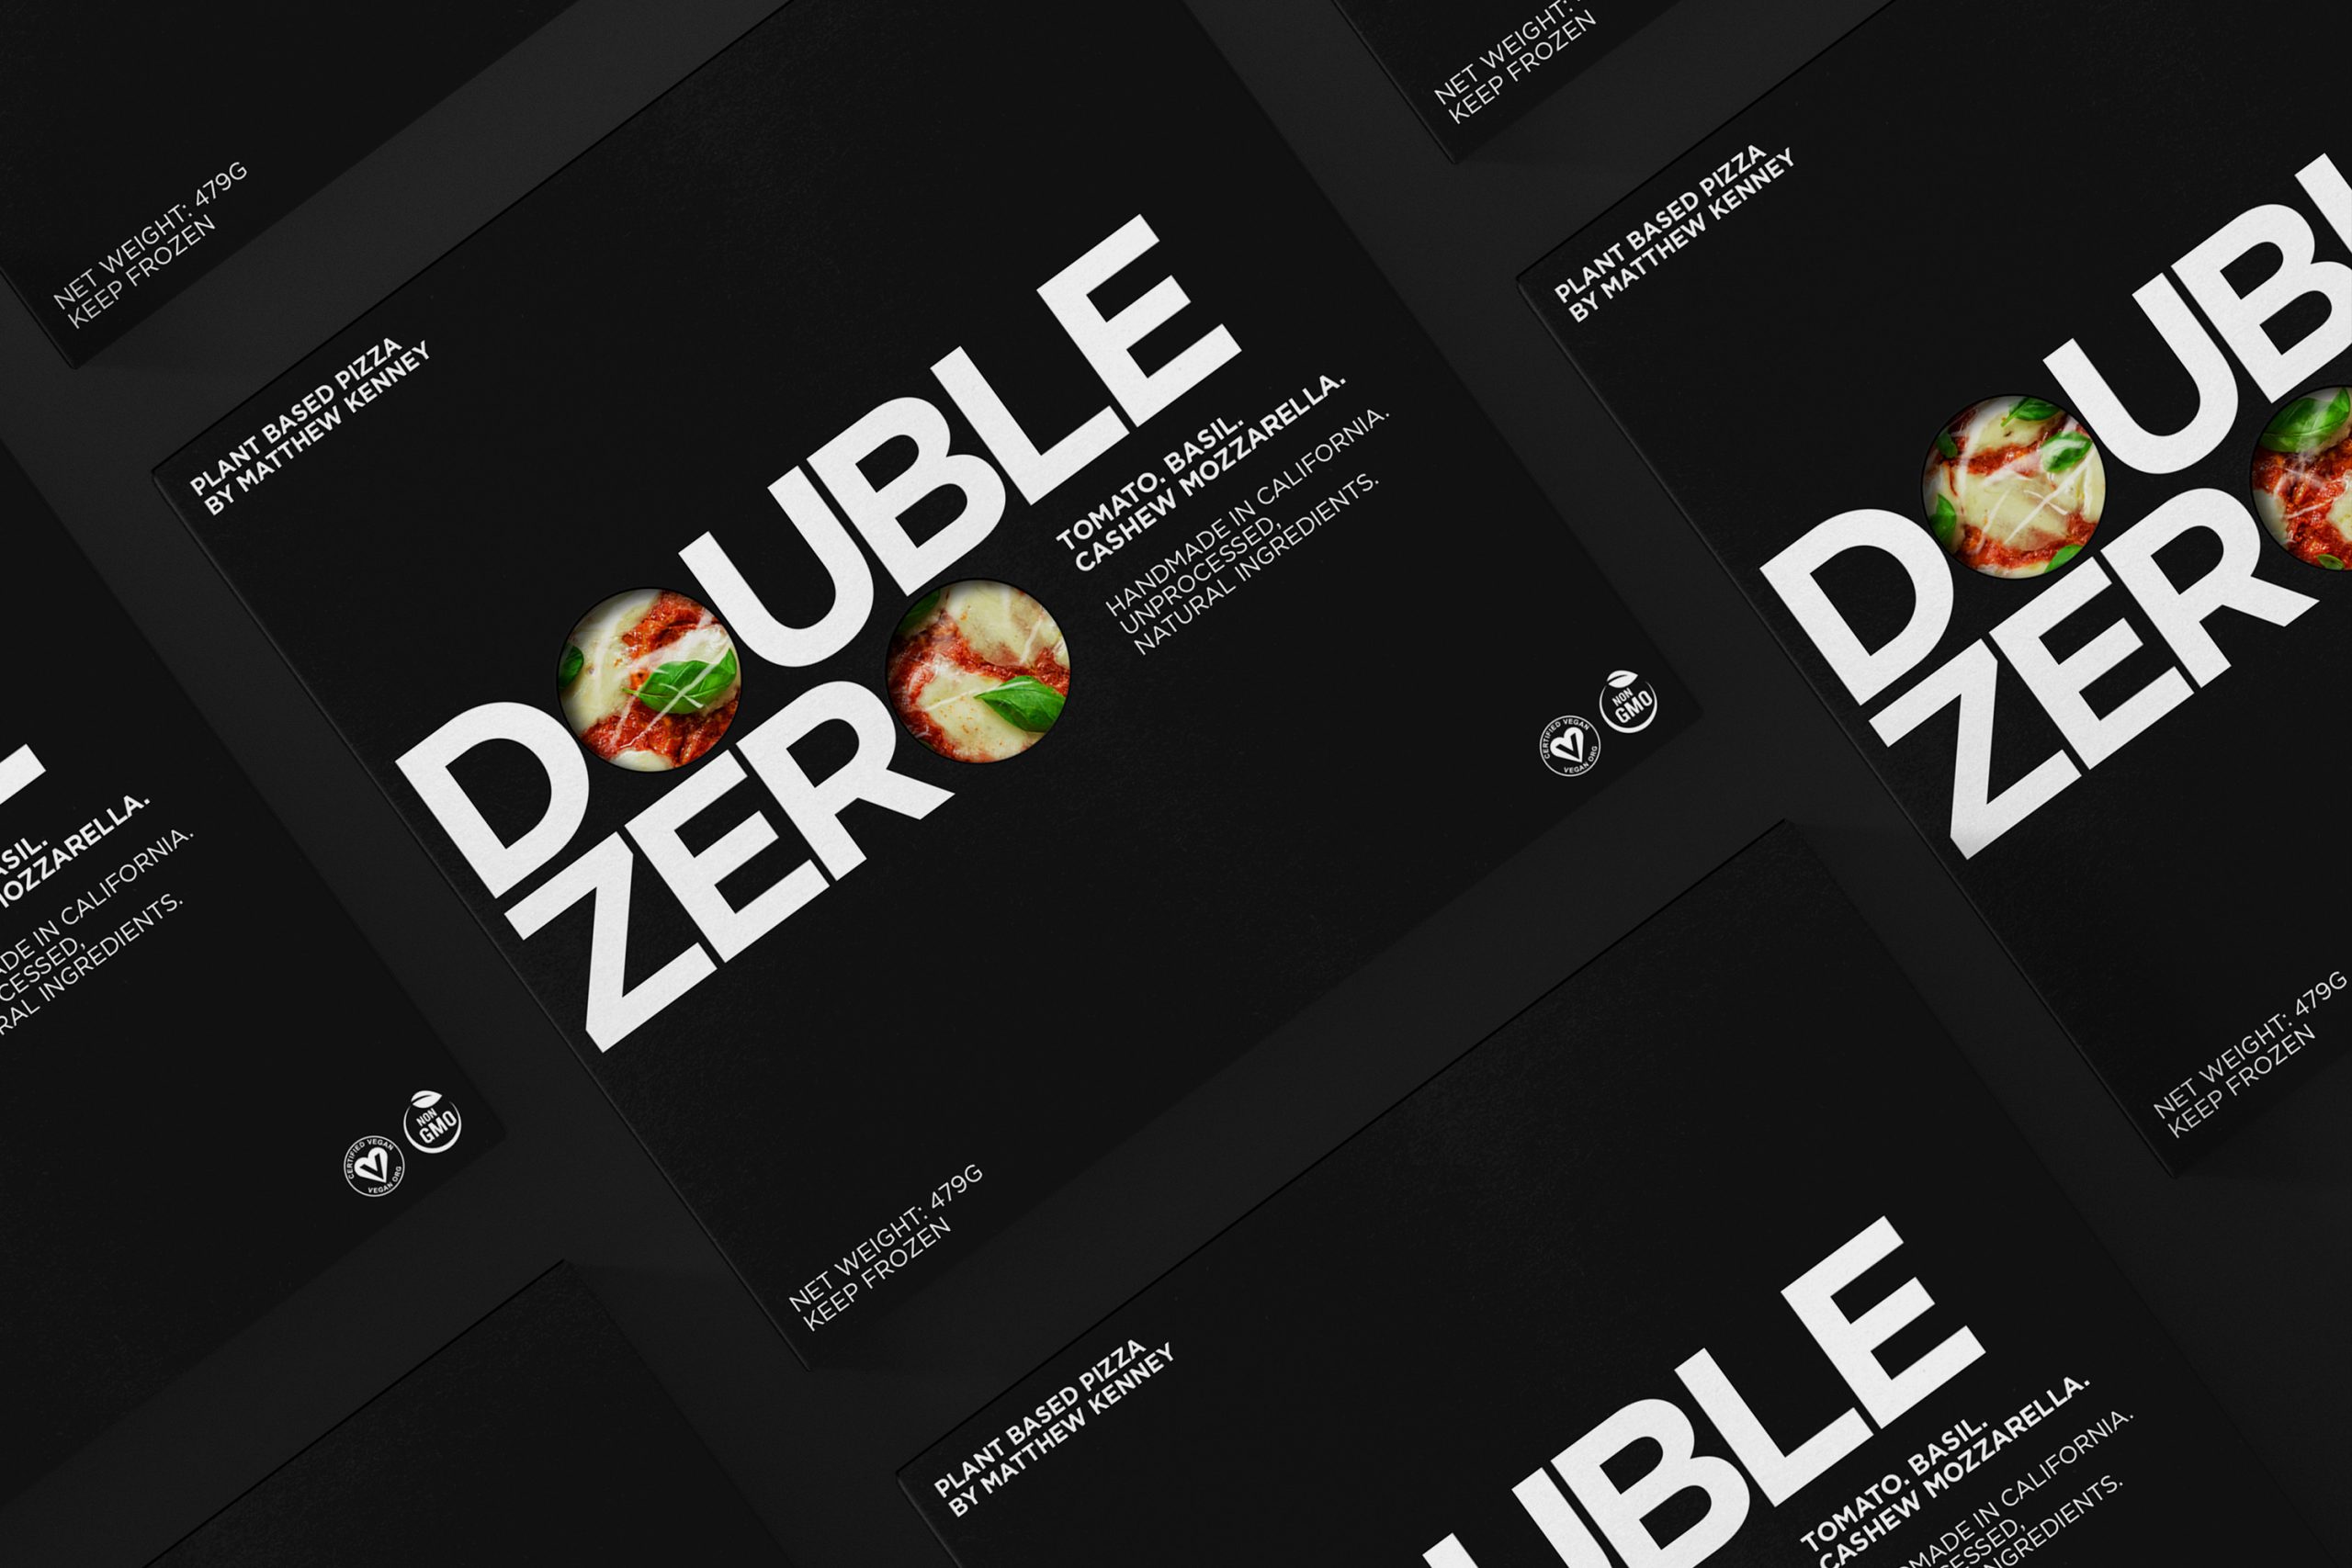 NET WEIGHT: 479G
KEEP FROZEN
NET WEIGHT:
KEEP FROZEN
PLANT BASED PIZZA
BY MATTHEW KENNEY
DOUBLE
ZERO
TOMATO. BASIL.
CASHEW MOZZARELLA.
HANDMADE IN CALIFORNIA.
UNPROCESSED,
NATURAL INGREDIENTS.
CERTIFIED VEGAN
VEGAN.ORG
NON
GMO
NET WEIGHT: 479G
KEEP FROZEN
PLANT BASED PIZZA
BY MATTHEW KENNEY
DOUB
ZERO
NET WEIGHT: 479G
KEEP FROZEN
SIL.
MOZZARELLA.
ADE IN CALIFORNIA.
CESSED,
RAL INGREDIENTS.
CERTIFIED VEGAN
VEGAN.ORG
NON
GMO
PLANT BASED PIZZA
BY MATTHEW KENNEY
UBLE
TOMATO. BASIL.
CASHEW MOZZARELLA.
MADE IN CALIFORNIA.
ESSED,
NGREDIENTS.